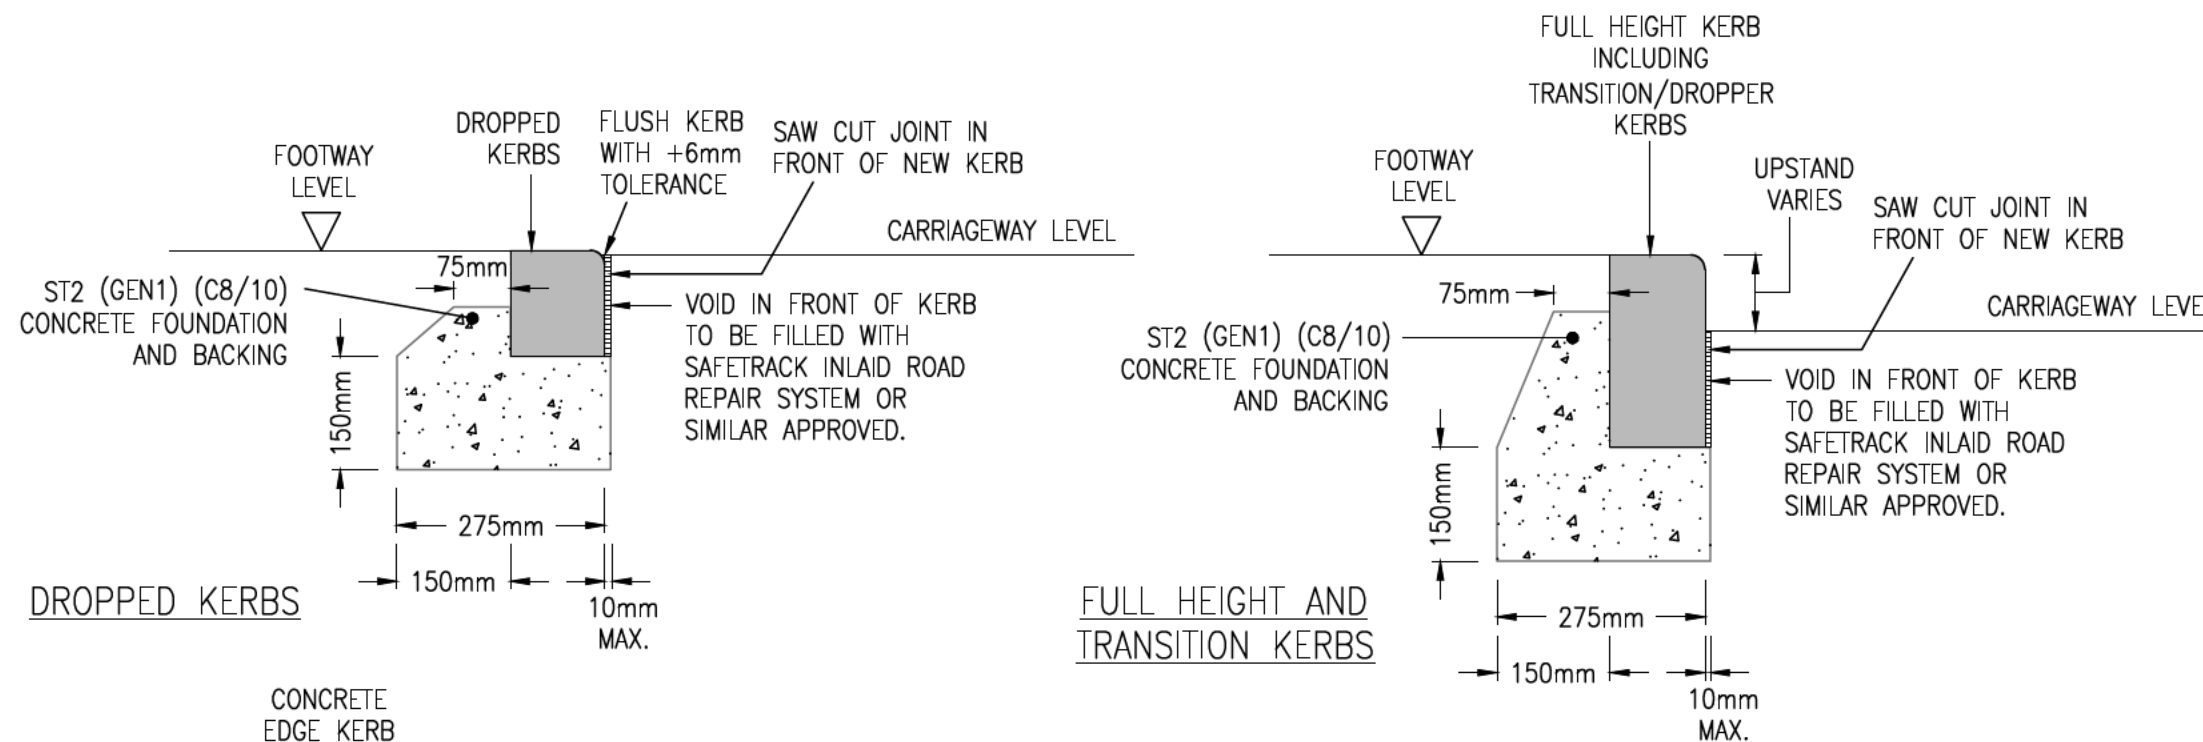 DROPPED
KERBS
FLUSH KERB
WITH +6mm
TOLERANCE
SAW CUT JOINT IN
FRONT OF NEW KERB
FOOTWAY
LEVEL
CARRIAGEWAY LEVEL
75mm
ST2 (GEN1) (C8/10)
CONCRETE FOUNDATION
AND BACKING
VOID IN FRONT OF KERB
TO BE FILLED WITH
SAFETRACK INLAID ROAD
REPAIR SYSTEM OR
SIMILAR APPROVED.
150mm
275mm
150mm
10mm
MAX.
DROPPED KERBS
CONCRETE
EDGE KERB
FULL HEIGHT KERB
INCLUDING
TRANSITION/DROPPER
KERBS
FOOTWAY
LEVEL
UPSTAND
VARIES
SAW CUT JOINT IN
FRONT OF NEW KERB
75mm
CARRIAGEWAY LEVE
ST2 (GEN1) (C8/10)
CONCRETE FOUNDATION
AND BACKING
VOID IN FRONT OF KERB
TO BE FILLED WITH
SAFETRACK INLAID ROAD
REPAIR SYSTEM OR
SIMILAR APPROVED.
150mm
275mm
150mm
10mm
MAX.
FULL HEIGHT AND
TRANSITION KERBS